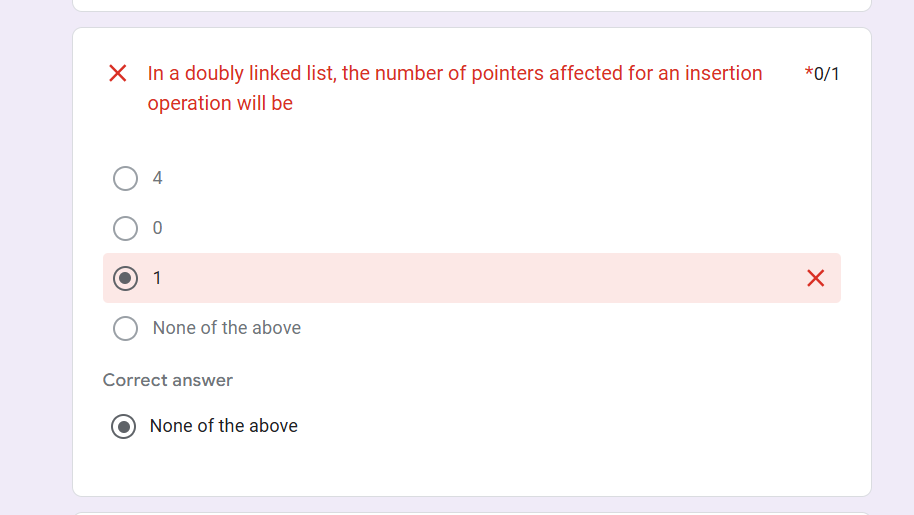 In a doubly linked list, the number of pointers affected for an insertion *0/1
operation will be
4
0
1
None of the above
Correct answer
None of the above